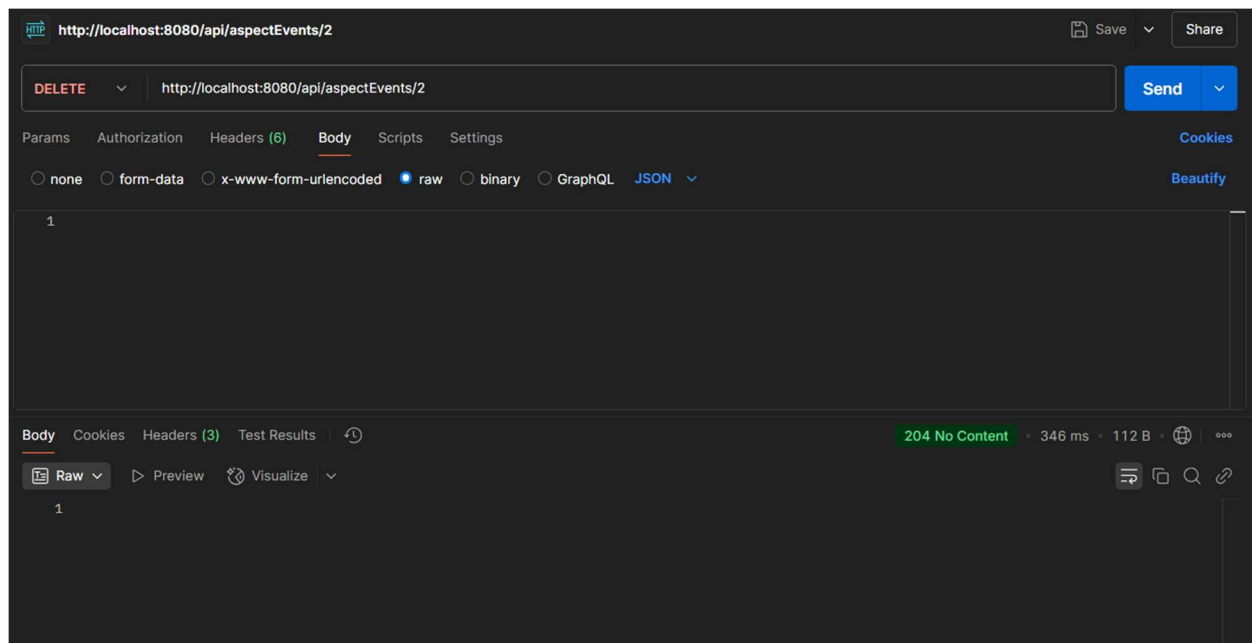 HTTP http://localhost:8080/api/aspectEvents/2 Save Share
DELETE http://localhost:8080/api/aspectEvents/2 Send
Params Authorization Headers (6) Body Scripts Settings Cookies
none form-data x-www-form-urlencoded raw binary GraphQL JSON Beautify
1
Body Cookies Headers (3) Test Results 204 No Content 346 ms 112 B
Raw Preview Visualize
1